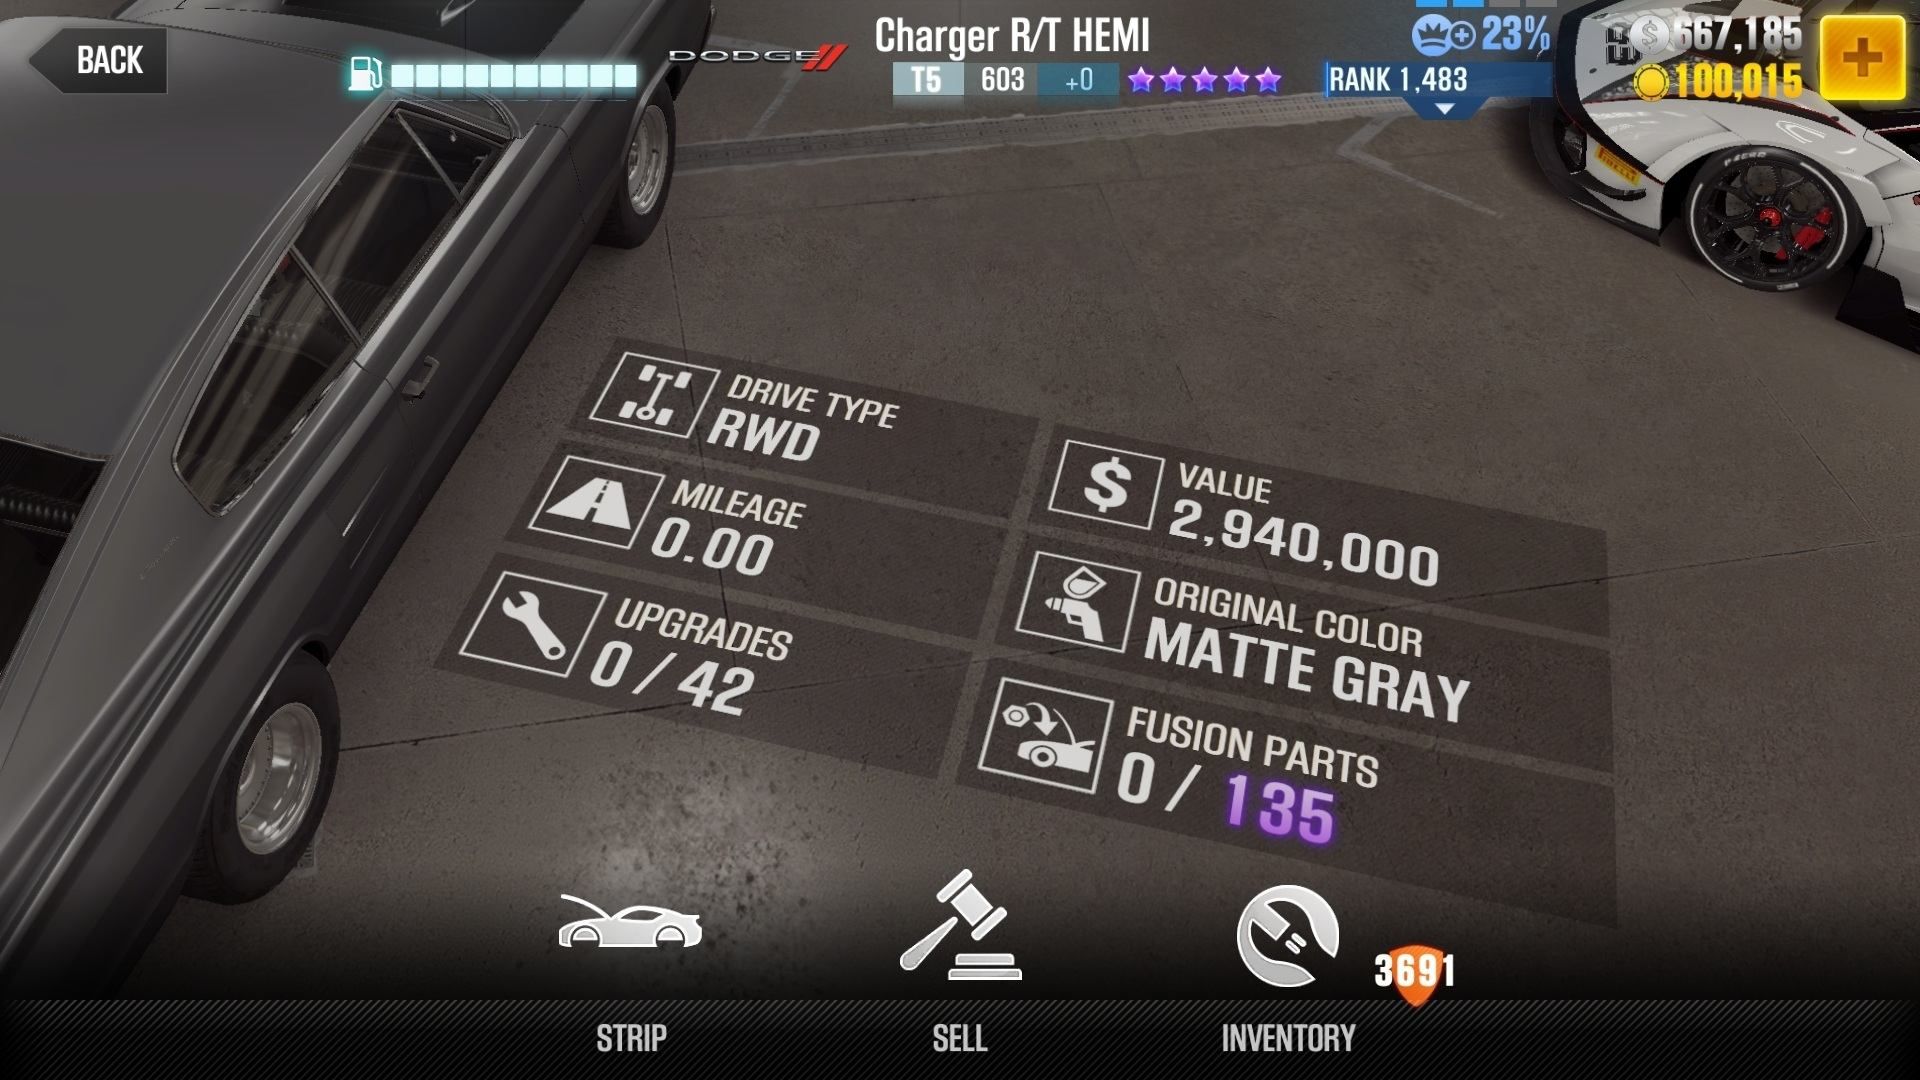 BACK
DODGE
Charger R/T HEMI
23%
667,185
T5 603 +0
RANK 1,483
100,015
PIRELLI
P ZERO
DRIVE TYPE
RWD
MILEAGE
0.00
UPGRADES
0 / 42
VALUE
2,940,000
ORIGINAL COLOR
MATTE GRAY
FUSION PARTS
0 / 135
3691
STRIP
SELL
INVENTORY